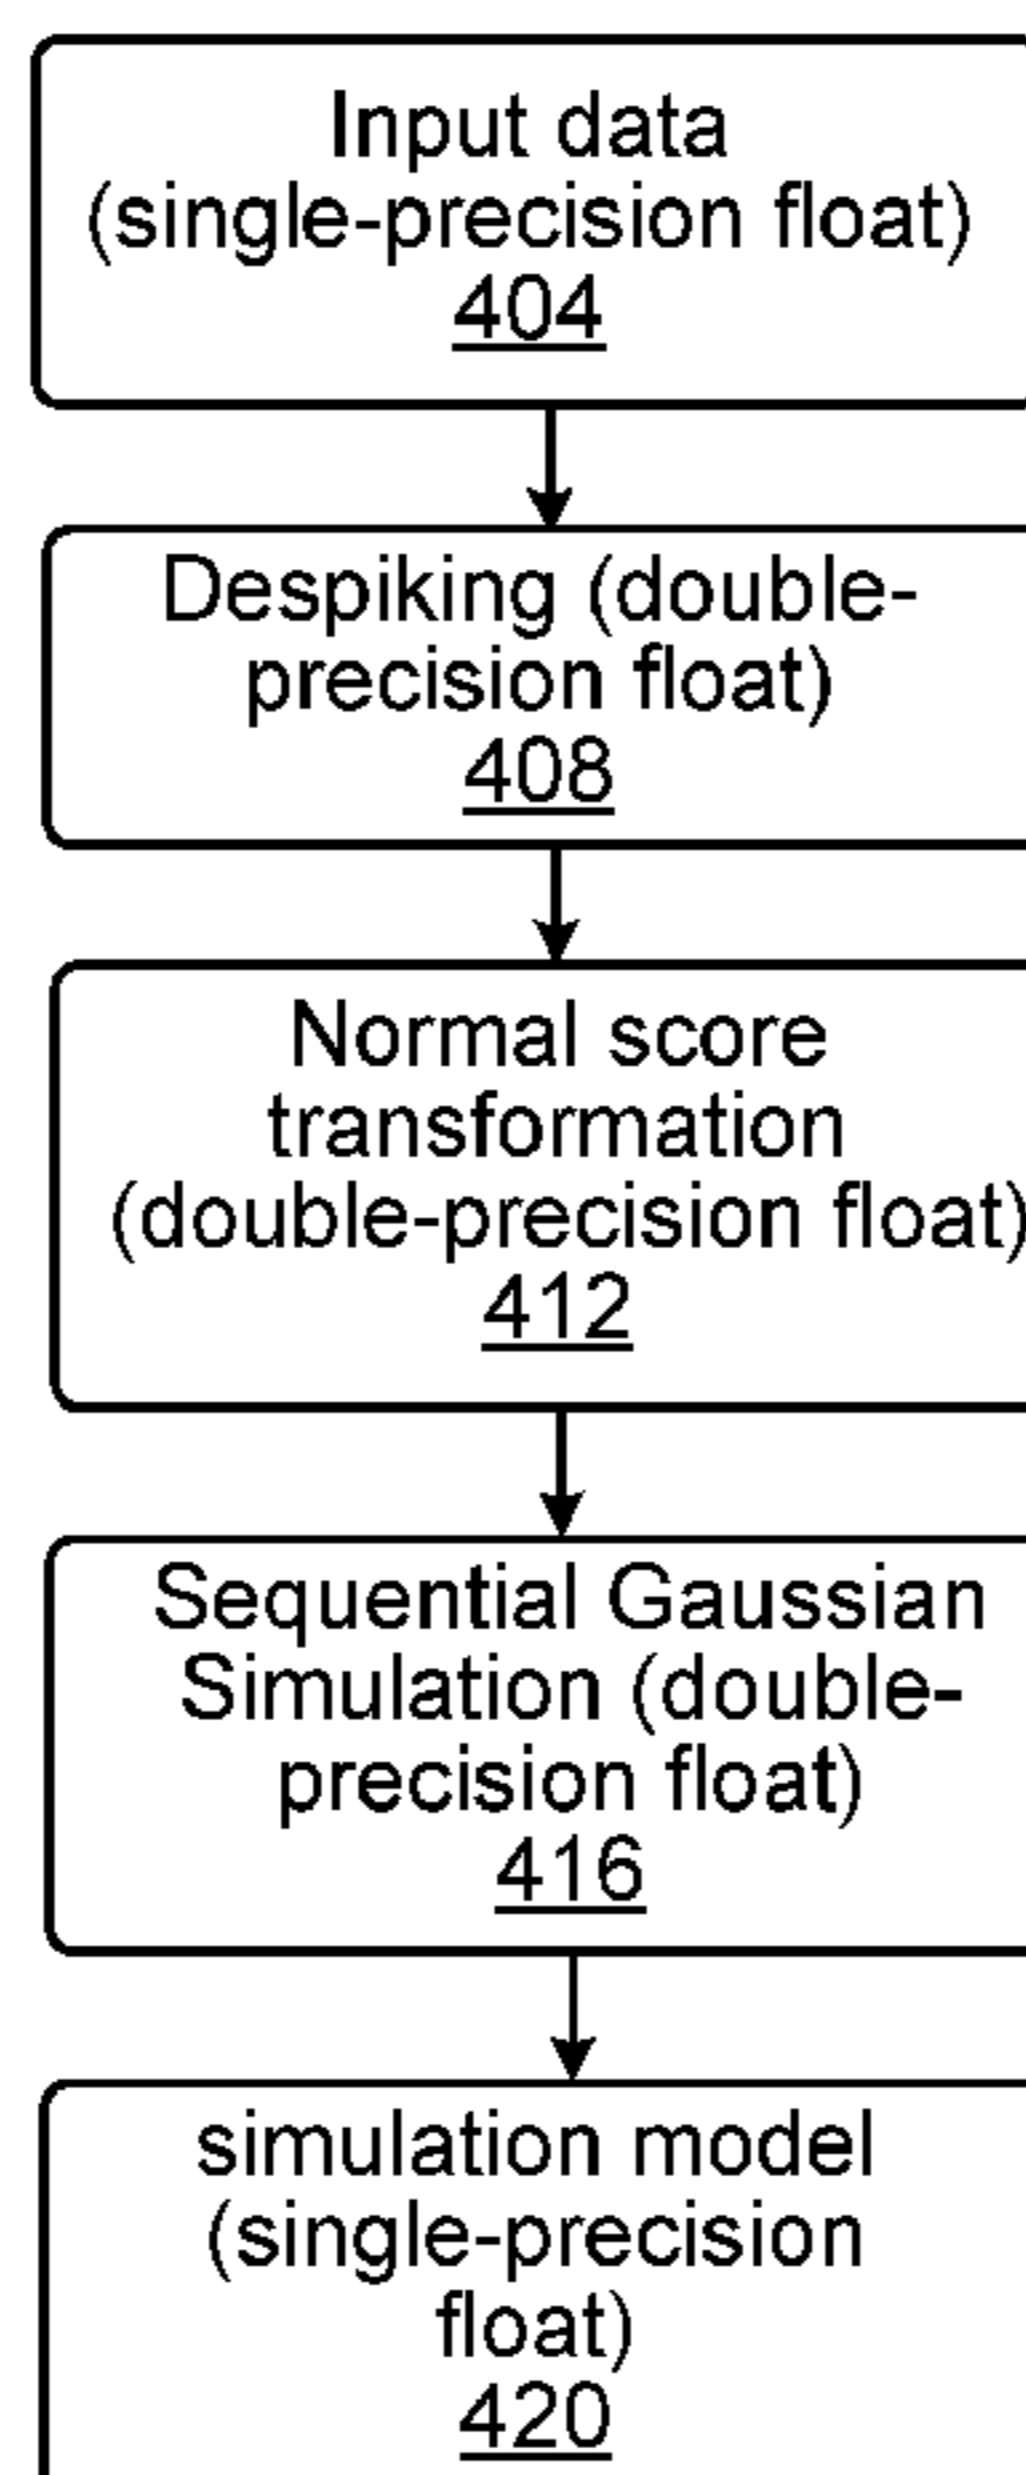 Input data
(single-precision float)
404
Despiking (double-
precision float)
408
Normal score
transformation
(double-precision float)
412
Sequential Gaussian
Simulation (double-
precision float)
416
simulation model
(single-precision
float)
420